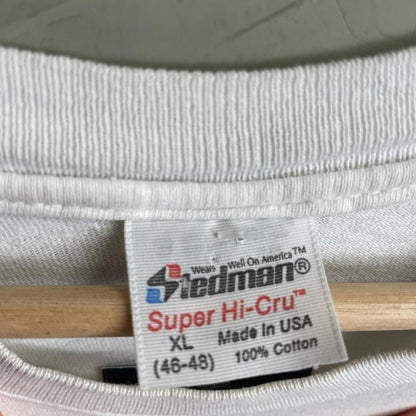 Wears Well On America™
Stedman®
Super Hi-Cru™
XL Made In USA
(46-48) 100% Cotton